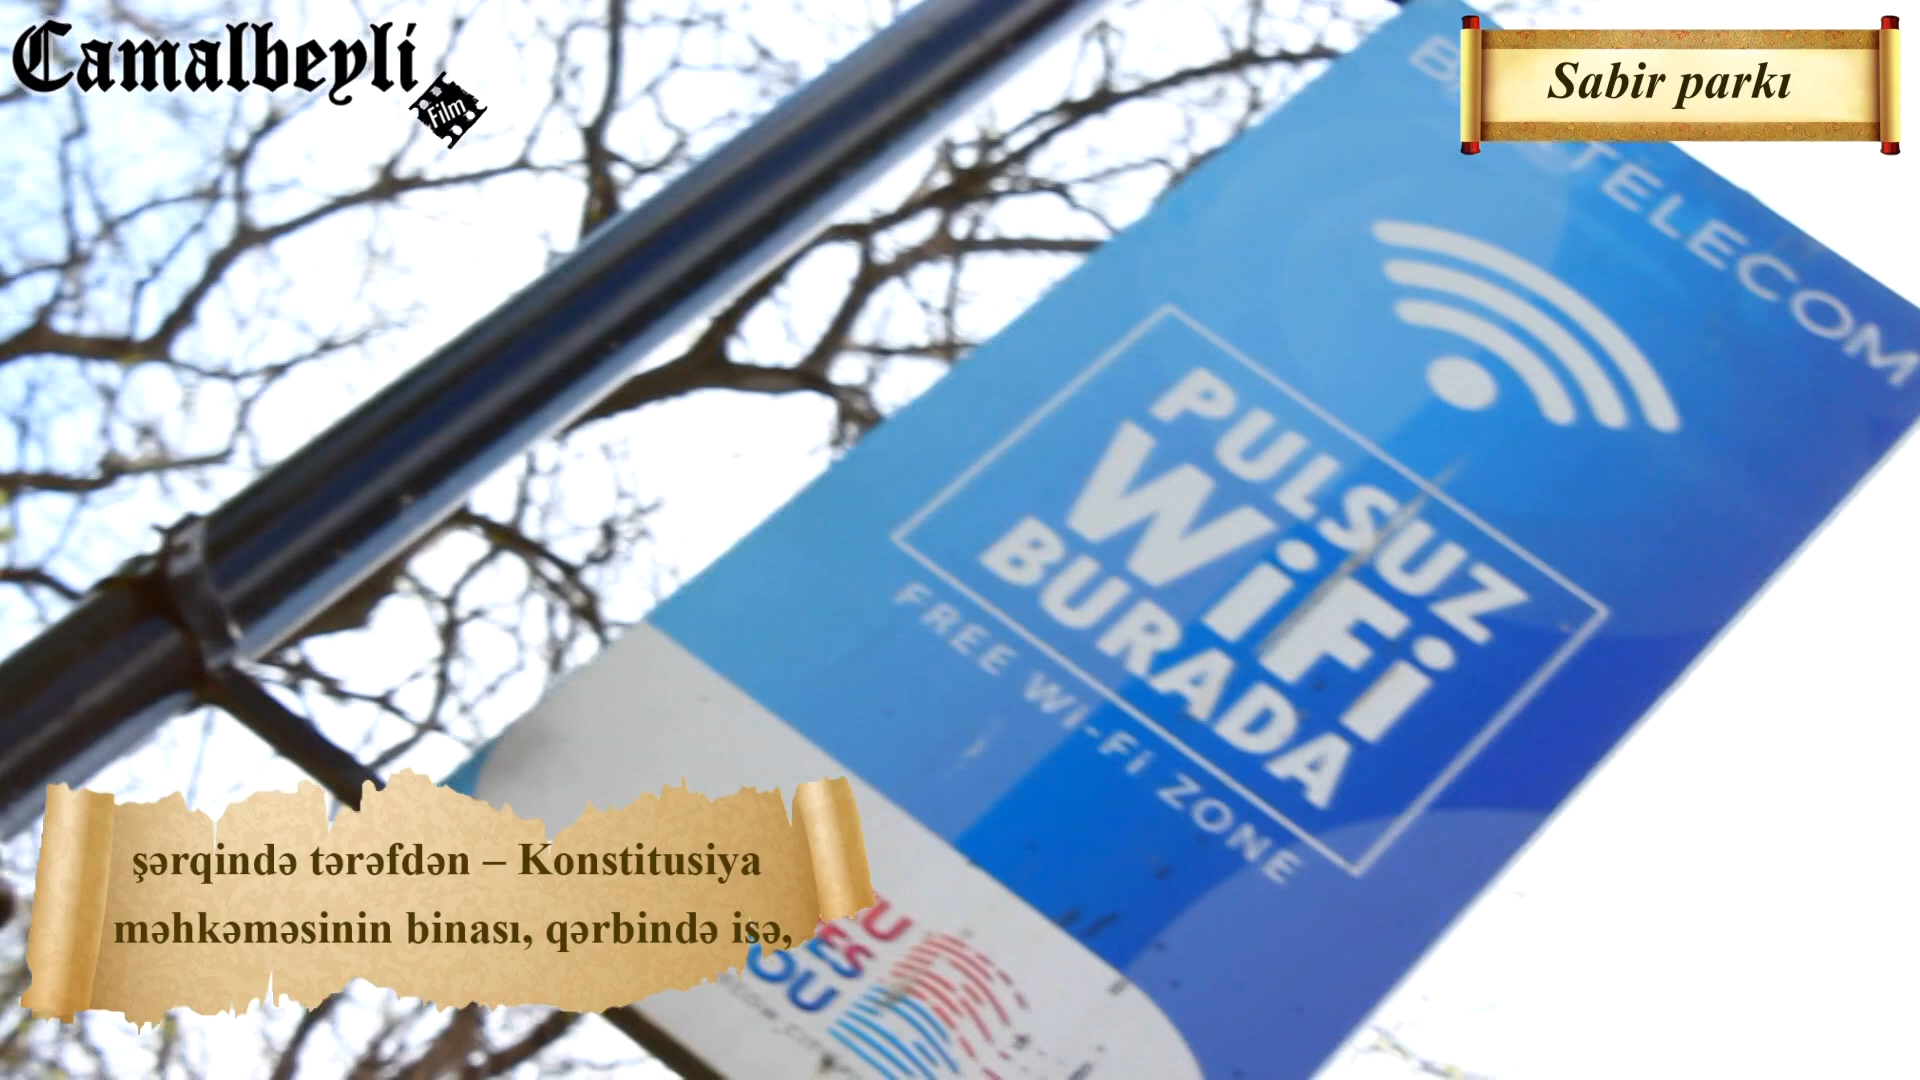 Camalbeyli
Film
Sabir parkı
TELECOM
PULSUZ
WiFi
BURADA
FREE WI-FI ZONE
şərqində tərəfdən – Konstitusiya
məhkəməsinin binası, qərbində isə,